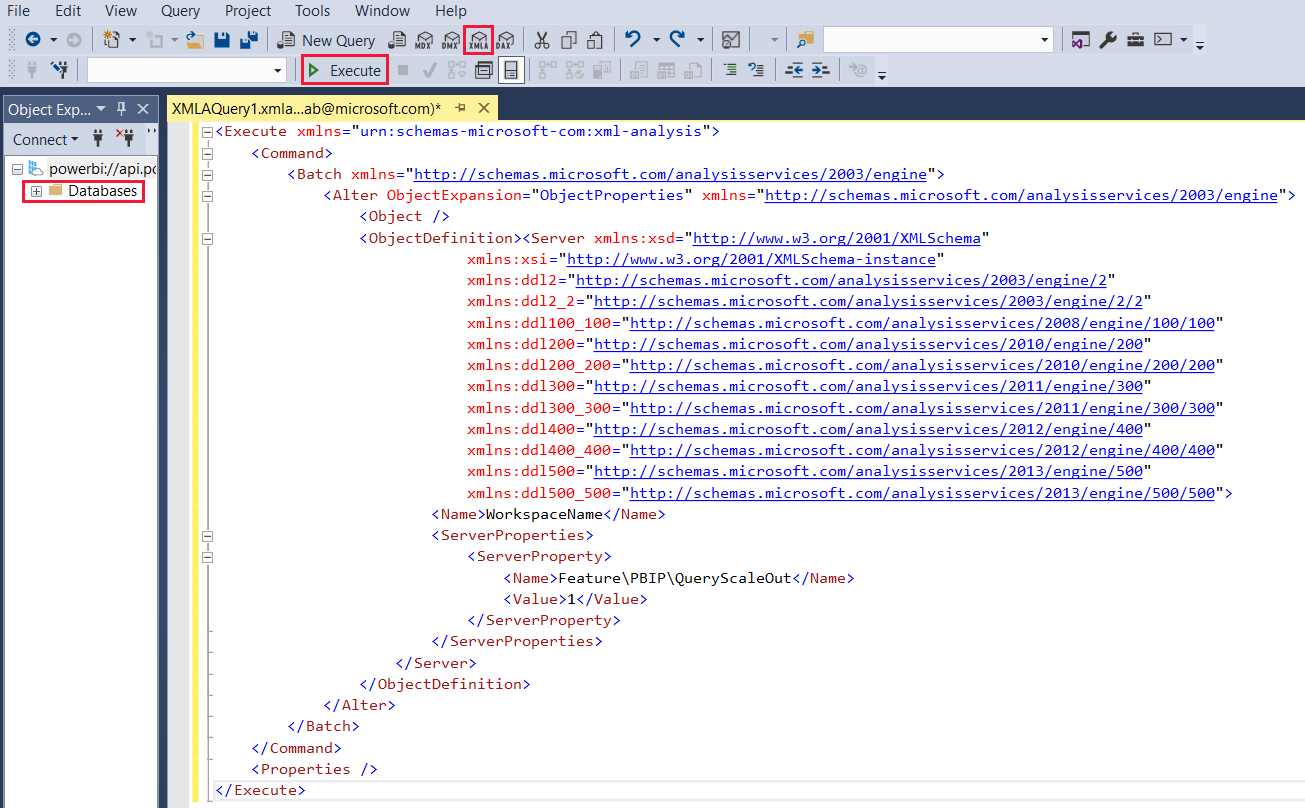 File Edit View Query Project Tools Window Help
New Query MDX DMX XMLA DAX
Execute
Object Exp...
XMLAQuery1.xmla...ab@microsoft.com)*
Connect
powerbi://api.pc
Databases
<Execute xmlns="urn:schemas-microsoft-com:xml-analysis">
<Command>
<Batch xmlns="http://schemas.microsoft.com/analysisservices/2003/engine">
<Alter ObjectExpansion="ObjectProperties" xmlns="http://schemas.microsoft.com/analysisservices/2003/engine">
<Object />
<ObjectDefinition><Server xmlns:xsd="http://www.w3.org/2001/XMLSchema"
xmlns:xsi="http://www.w3.org/2001/XMLSchema-instance"
xmlns:ddl2="http://schemas.microsoft.com/analysisservices/2003/engine/2"
xmlns:ddl2_2="http://schemas.microsoft.com/analysisservices/2003/engine/2/2"
xmlns:ddl100_100="http://schemas.microsoft.com/analysisservices/2008/engine/100/100"
xmlns:ddl200="http://schemas.microsoft.com/analysisservices/2010/engine/200"
xmlns:ddl200_200="http://schemas.microsoft.com/analysisservices/2010/engine/200/200"
xmlns:ddl300="http://schemas.microsoft.com/analysisservices/2011/engine/300"
xmlns:ddl300_300="http://schemas.microsoft.com/analysisservices/2011/engine/300/300"
xmlns:ddl400="http://schemas.microsoft.com/analysisservices/2012/engine/400"
xmlns:ddl400_400="http://schemas.microsoft.com/analysisservices/2012/engine/400/400"
xmlns:ddl500="http://schemas.microsoft.com/analysisservices/2013/engine/500"
xmlns:ddl500_500="http://schemas.microsoft.com/analysisservices/2013/engine/500/500">
<Name>WorkspaceName</Name>
<ServerProperties>
<ServerProperty>
<Name>Feature\PBIP\QueryScaleOut</Name>
<Value>1</Value>
</ServerProperty>
</ServerProperties>
</Server>
</ObjectDefinition>
</Alter>
</Batch>
</Command>
<Properties />
</Execute>